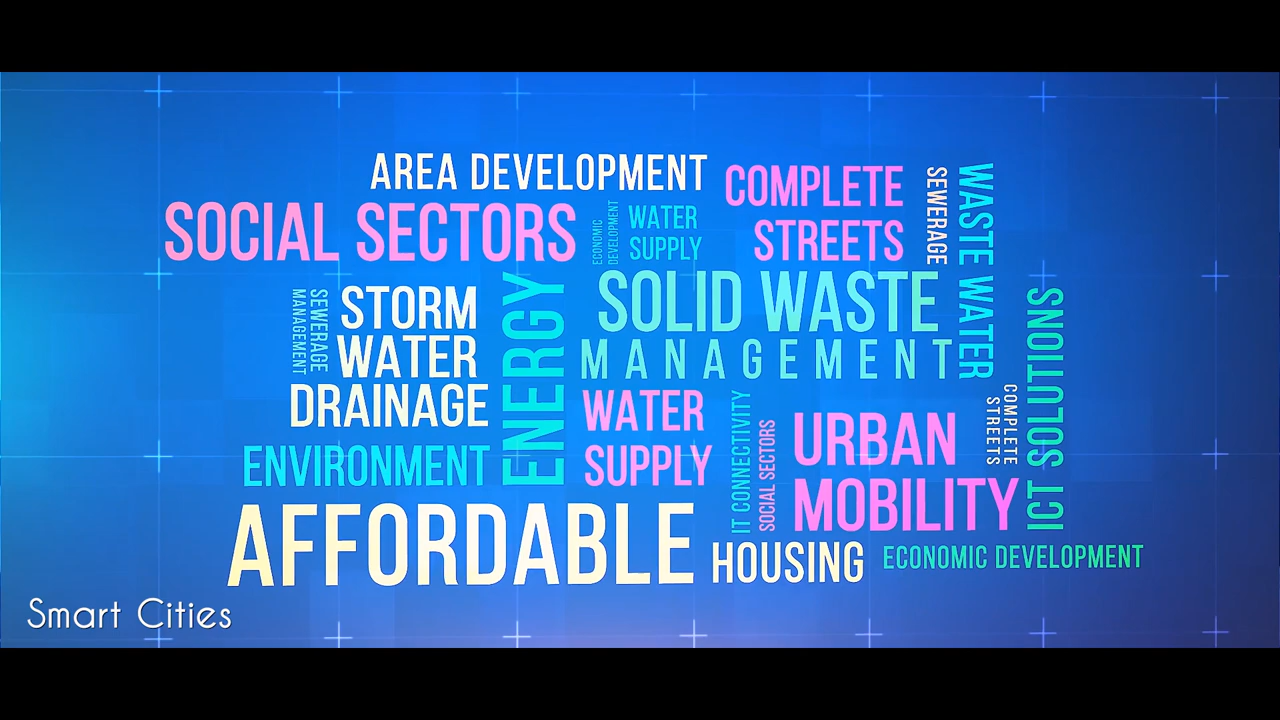 AREA DEVELOPMENT
COMPLETE
STREETS
SEWERAGE
WASTE WATER
SOCIAL SECTORS
ECONOMIC
DEVELOPMENT
WATER
SUPPLY
SOLID WASTE
MANAGEMENT
SEWERAGE
MANAGEMENT
STORM
WATER
DRAINAGE
ENERGY
ICT SOLUTIONS
WATER
SUPPLY
IT CONNECTIVITY
SOCIAL SECTORS
COMPLETE
STREETS
URBAN
MOBILITY
ENVIRONMENT
AFFORDABLE
HOUSING
ECONOMIC DEVELOPMENT
Smart Cities